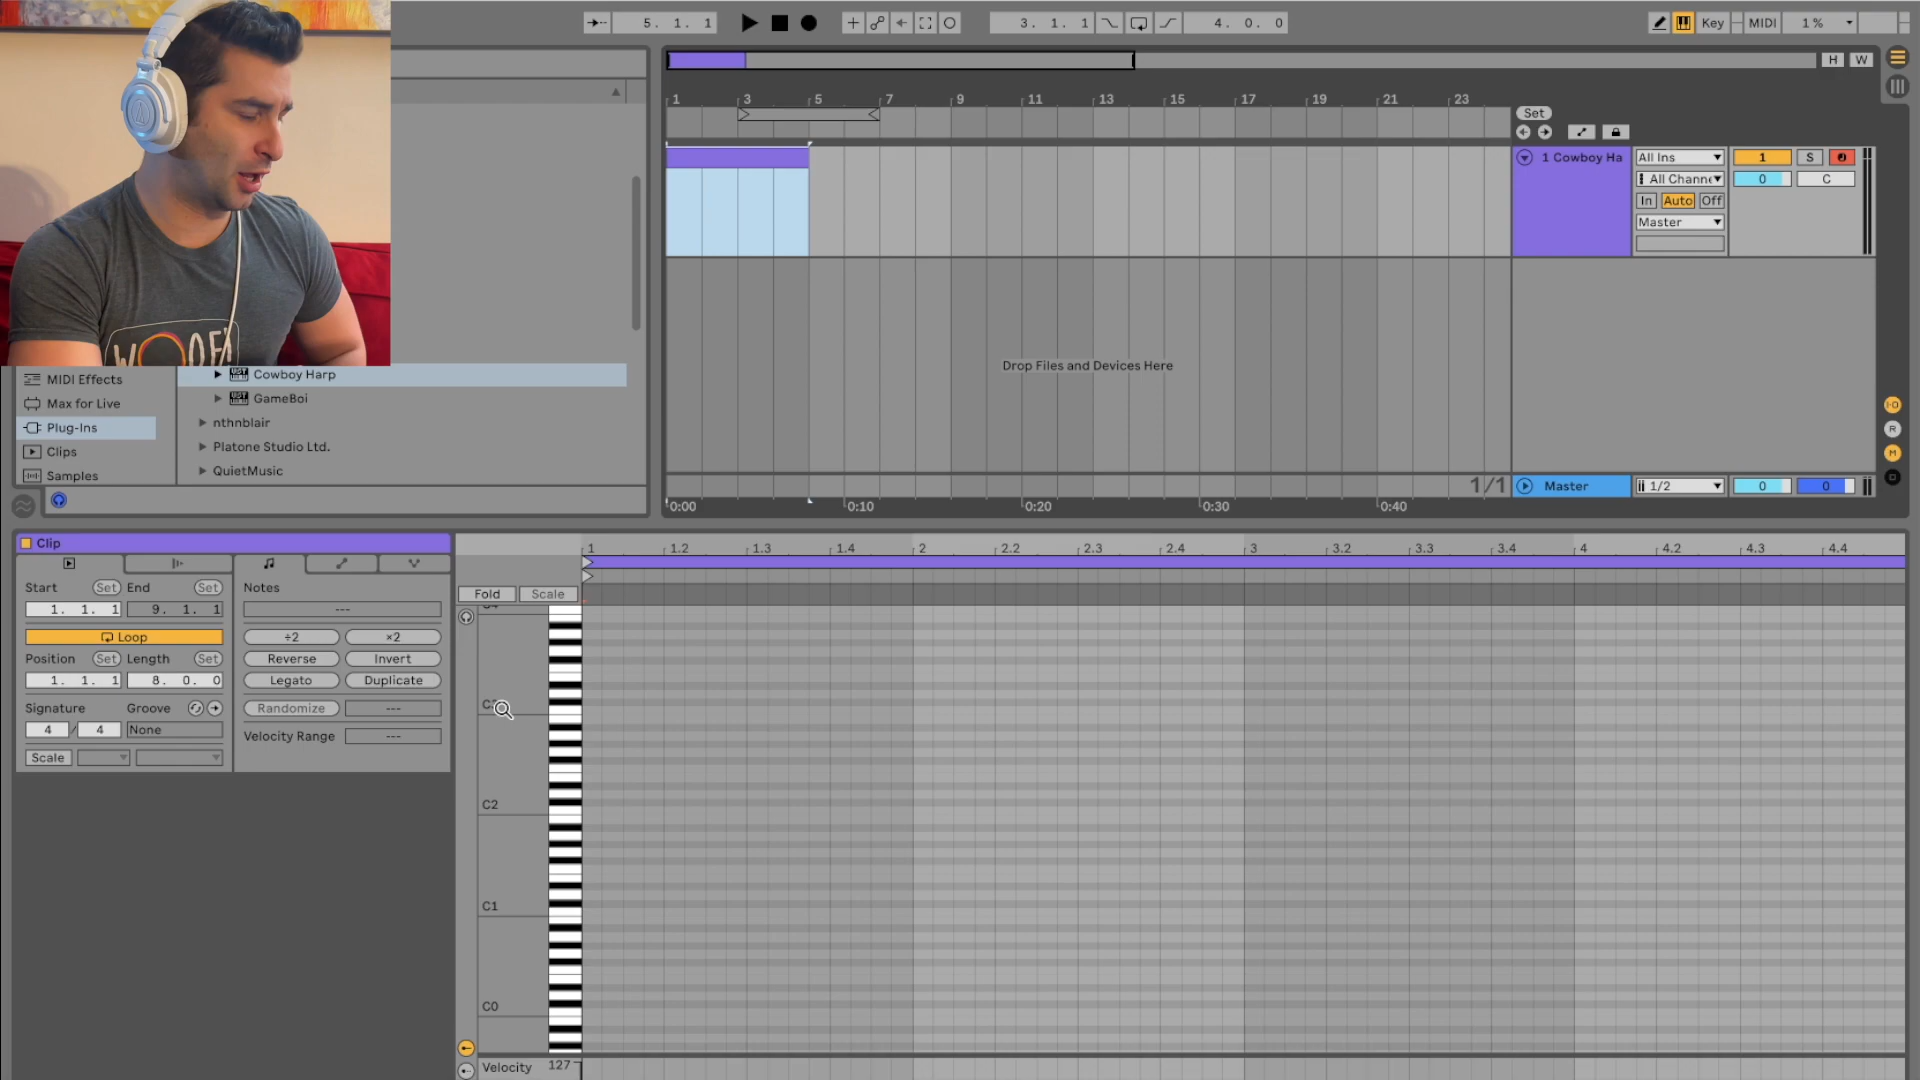 5. 1. 1
3. 1. 1
4. 0. 0
Key
MIDI
1 %
H
W
1 3 5 7 9 11 13 15 17 19 21 23
Set
1 Cowboy Ha
All Ins
1
S
All Channe
0
C
In
Auto
Off
Master
Drop Files and Devices Here
WOOF!
MIDI Effects
Max for Live
Plug-Ins
Clips
Samples
Cowboy Harp
GameBoi
nthnblair
Platone Studio Ltd.
QuietMusic
1/1
Master
1/2
0
0
0:00 0:10 0:20 0:30 0:40
R
M
Clip
Start Set End Set
1. 1. 1 9. 1. 1
Loop
Position Set Length Set
1. 1. 1 8. 0. 0
Signature Groove
4 / 4 None
Scale
Notes
---
÷2 ×2
Reverse Invert
Legato Duplicate
Randomize ---
Velocity Range ---
1 1.2 1.3 1.4 2 2.2 2.3 2.4 3 3.2 3.3 3.4 4 4.2 4.3 4.4
Fold Scale
C2
C1
C0
Velocity 127